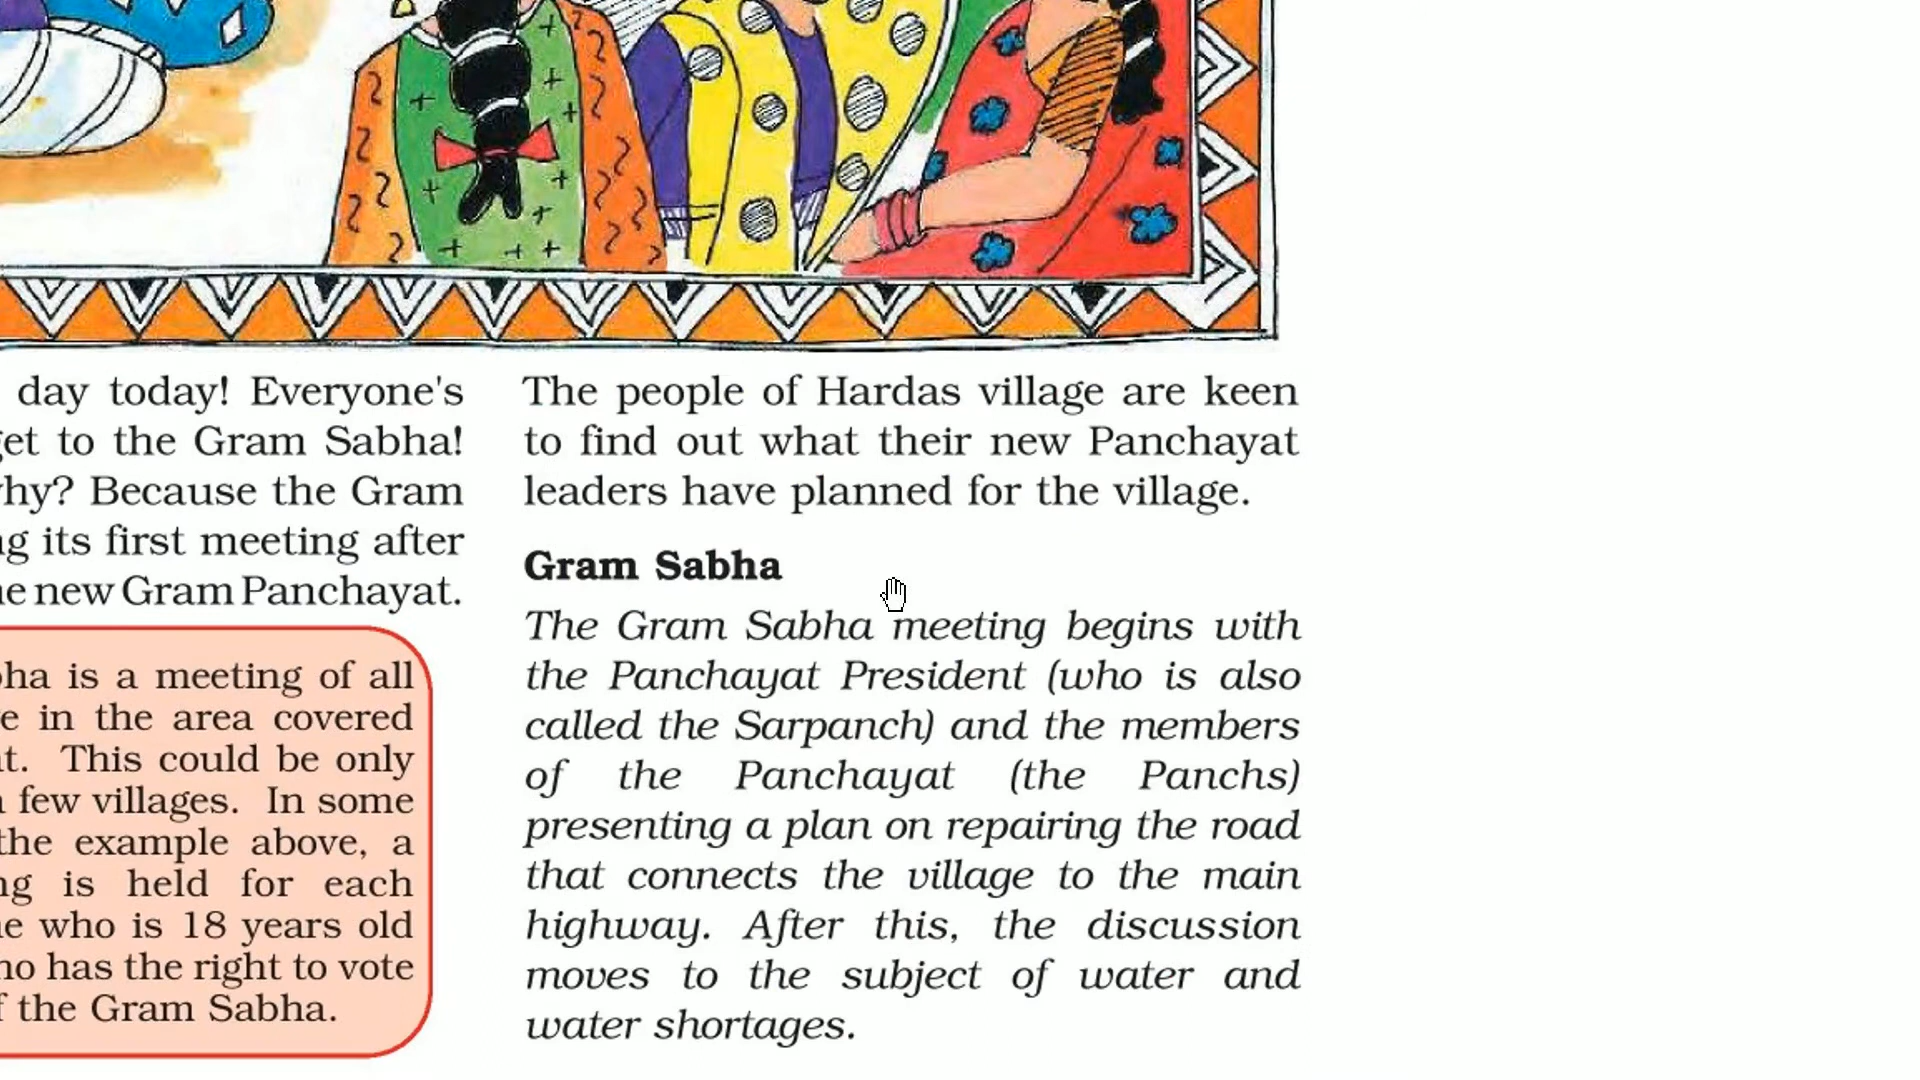 day today! Everyone's
to the Gram Sabha!
Because the Gram
its first meeting after
new Gram Panchayat.
is a meeting of all
in the area covered
This could be only
few villages. In some
the example above, a
is held for each
who is 18 years old
has the right to vote
the Gram Sabha.
The people of Hardas village are keen
to find out what their new Panchayat
leaders have planned for the village.
Gram Sabha
The Gram Sabha meeting begins with
the Panchayat President (who is also
called the Sarpanch) and the members
of the Panchayat (the Panchs)
presenting a plan on repairing the road
that connects the village to the main
highway. After this, the discussion
moves to the subject of water and
water shortages.